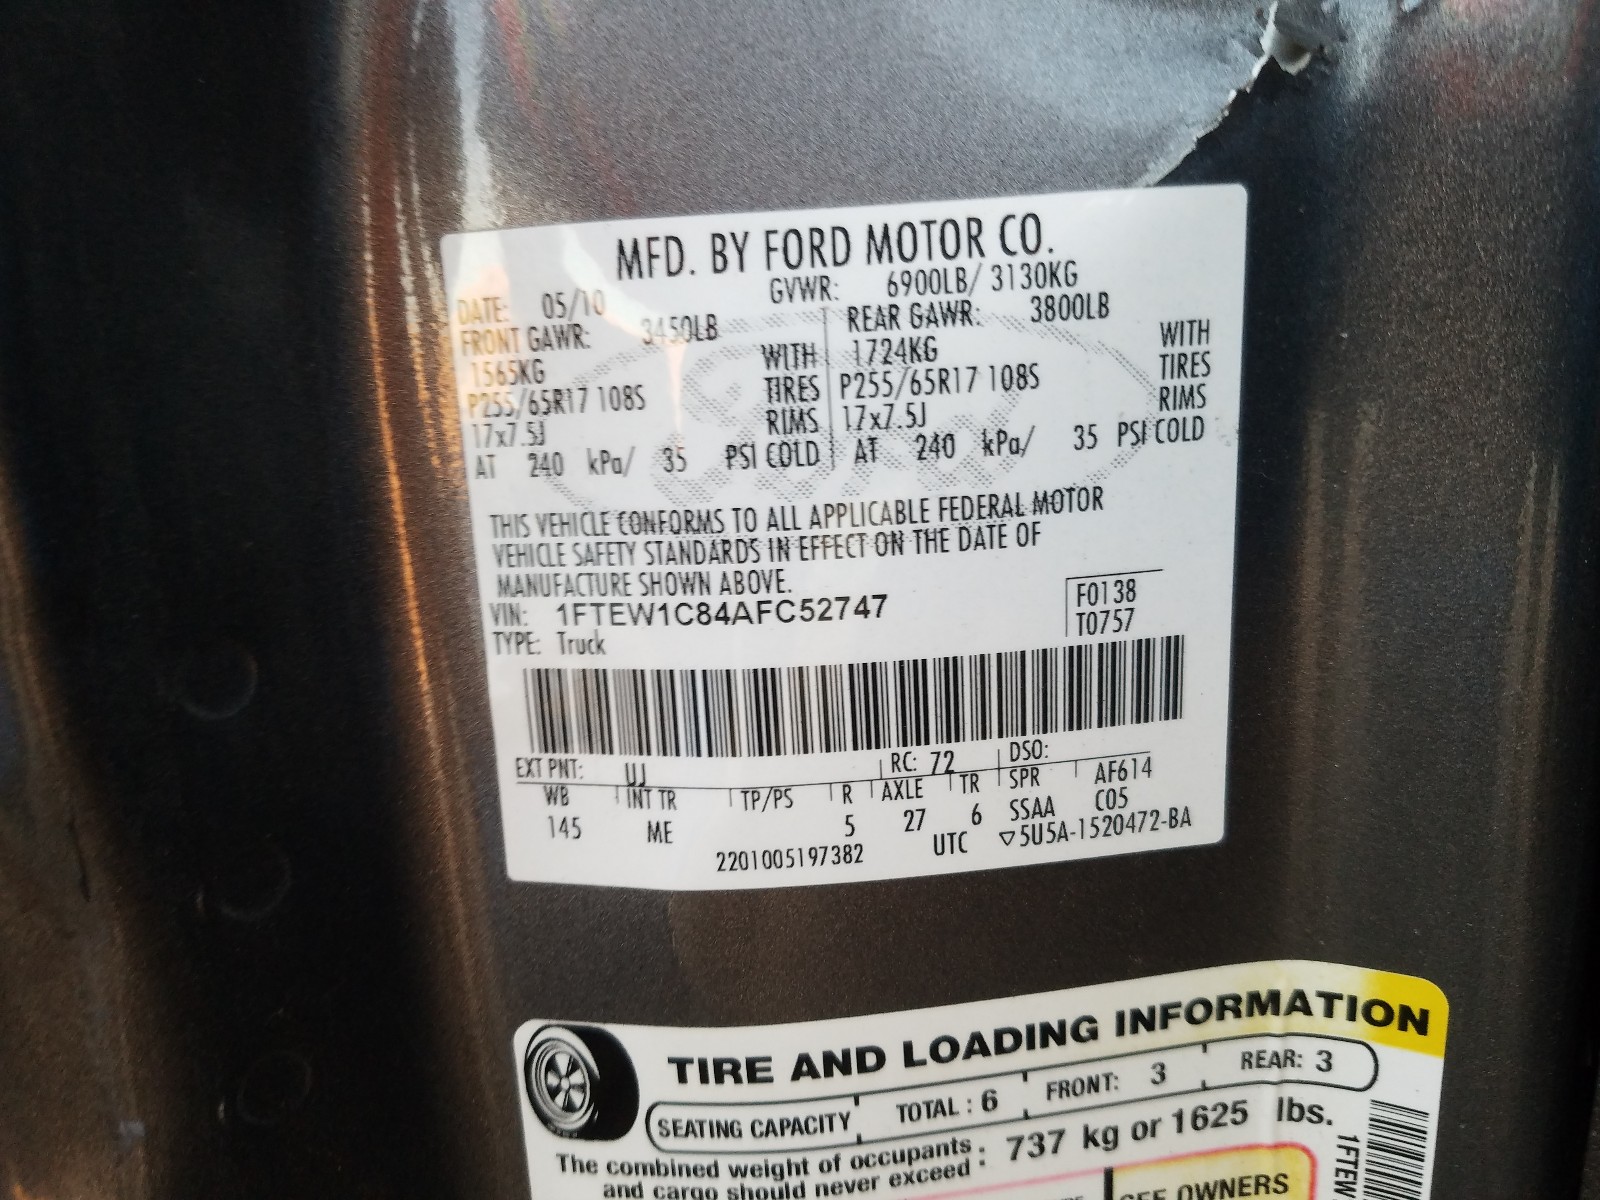 MFD. BY FORD MOTOR CO.
DATE: 05/10 GVWR: 6900LB/ 3130KG
FRONT GAWR: 3450LB REAR GAWR: 3800LB
1565KG WITH 1724KG WITH
P255/65R17 108S TIRES P255/65R17 108S TIRES
17x7.5J RIMS 17x7.5J RIMS
AT 240 kPa/ 35 PSI COLD AT 240 kPa/ 35 PSI COLD
THIS VEHICLE CONFORMS TO ALL APPLICABLE FEDERAL MOTOR
VEHICLE SAFETY STANDARDS IN EFFECT ON THE DATE OF
MANUFACTURE SHOWN ABOVE.
VIN: 1FTEW1C84AFC52747 F0138
TYPE: Truck T0757
EXT PNT: UJ RC: 72 DSO:
WB INT TR TP/PS R AXLE TR SPR AF614
145 ME 5 27 6 SSAA C05
2201005197382 UTC ▽5U5A-1520472-BA
TIRE AND LOADING INFORMATION
SEATING CAPACITY TOTAL : 6 FRONT: 3 REAR: 3
The combined weight of occupants : 737 kg or 1625 lbs.
and cargo should never exceed
SEE OWNERS
1FTEW